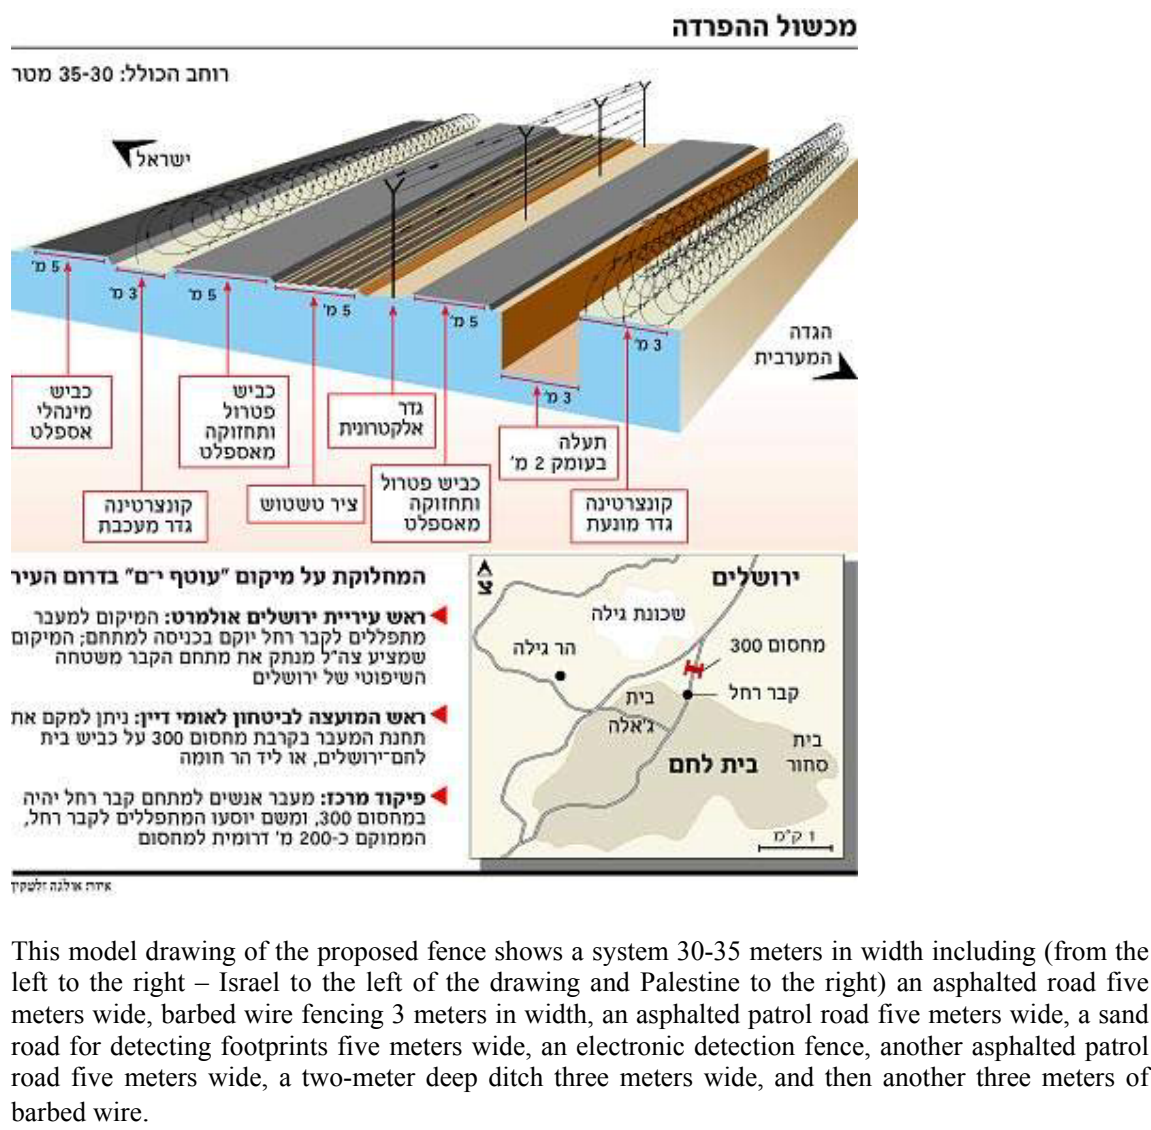 מכשול ההפרדה
רוחב הכולל: 35-30 מטר
ישראל
5 מ'
3 מ'
5 מ'
5 מ'
5 מ'
3 מ'
3 מ'
הגדה
המערבית
כביש
מינהלי
אספלט
קונצרטינה
גדר מעכבת
כביש
פטרול
ותחזוקה
מאספלט
ציר טשטוש
גדר
אלקטרונית
כביש פטרול
ותחזוקה
מאספלט
תעלה
בעומק 2 מ'
קונצרטינה
גדר מונעת
המחלוקת על מיקום "עוטף י-ם" בדרום העיר
ראש עיריית ירושלים אולמרט: המיקום למעבר
מתפללים לקבר רחל יוקם בכניסה למתחם; המיקום
שמציע צה"ל מנתק את מתחם הקבר משטחה
השיפוטי של ירושלים
ראש המועצה לביטחון לאומי דיין: ניתן למקם את
תחנת המעבר בקרבת מחסום 300 על כביש בית
לחם־ירושלים, או ליד הר חומה
פיקוד מרכז: מעבר אנשים למתחם קבר רחל יהיה
במחסום 300, ומשם יוסעו המתפללים לקבר רחל,
הממוקם כ-200 מ' דרומית למחסום
צ
ירושלים
שכונת גילה
הר גילה
מחסום 300
קבר רחל
בית
ג'אלה
בית לחם
בית
סחור
1 ק"מ
איור: אולגה זלטקין
This model drawing of the proposed fence shows a system 30-35 meters in width including (from the
left to the right – Israel to the left of the drawing and Palestine to the right) an asphalted road five
meters wide, barbed wire fencing 3 meters in width, an asphalted patrol road five meters wide, a sand
road for detecting footprints five meters wide, an electronic detection fence, another asphalted patrol
road five meters wide, a two-meter deep ditch three meters wide, and then another three meters of
barbed wire.